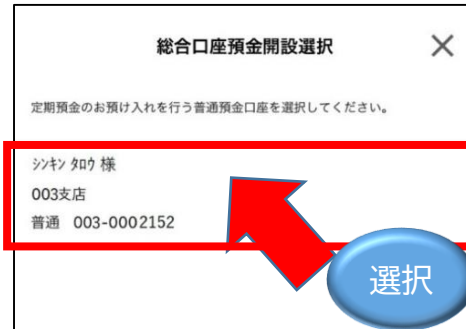 総合口座預金開設選択
定期預金のお預け入れを行う普通預金口座を選択してください。
ｼﾝｷﾝ ﾀﾛｳ 様
003支店
普通 003-0002152
選択